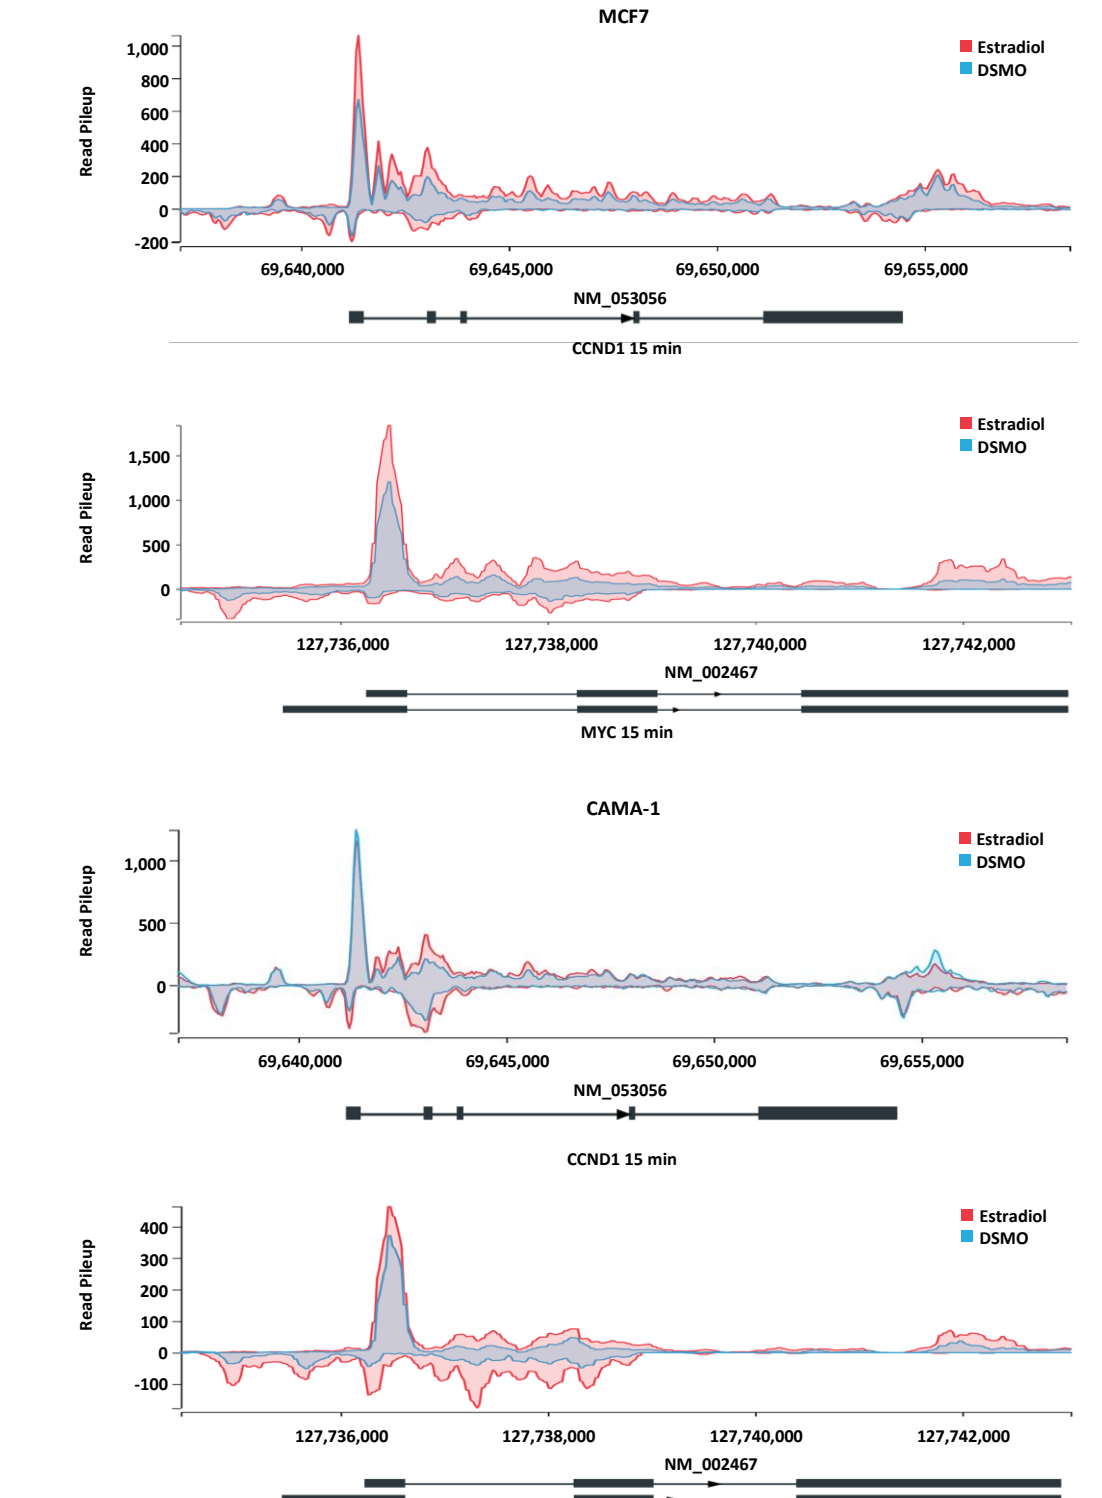 MCF7
Estradiol
DSMO
Read Pileup
1,000
800
600
400
200
0
-200
69,640,000 69,645,000 69,650,000 69,655,000
NM_053056
CCND1 15 min
Estradiol
DSMO
Read Pileup
1,500
1,000
500
0
127,736,000 127,738,000 127,740,000 127,742,000
NM_002467
MYC 15 min
CAMA-1
Estradiol
DSMO
Read Pileup
1,000
500
0
69,640,000 69,645,000 69,650,000 69,655,000
NM_053056
CCND1 15 min
Estradiol
DSMO
Read Pileup
400
300
200
100
0
-100
127,736,000 127,738,000 127,740,000 127,742,000
NM_002467